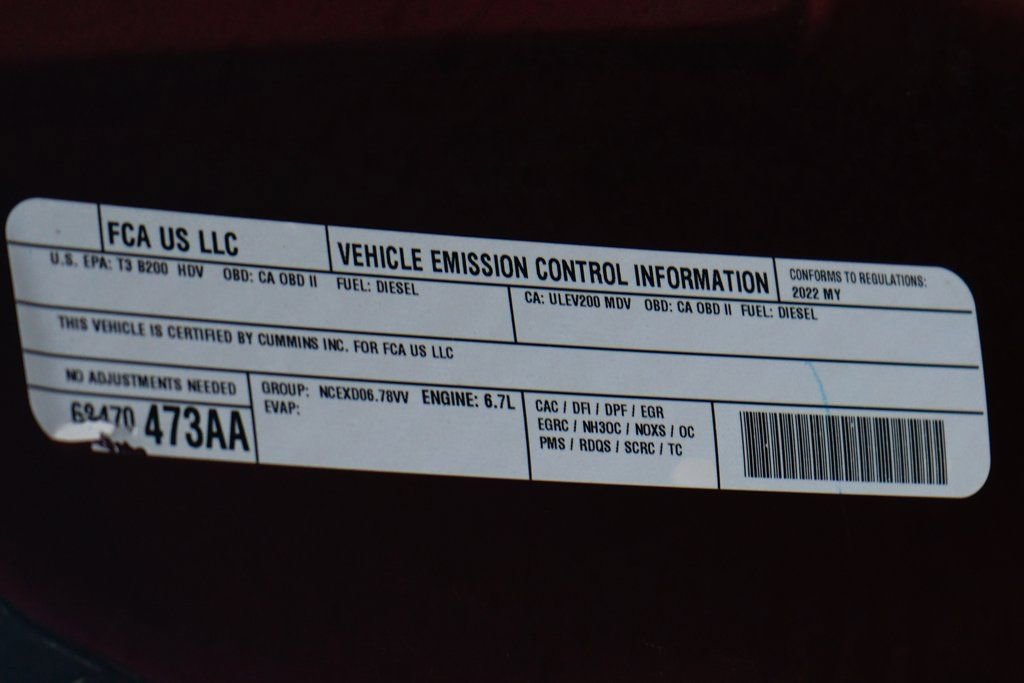 FCA US LLC
VEHICLE EMISSION CONTROL INFORMATION
CONFORMS TO REGULATIONS:
2022 MY
U.S. EPA: T3 B200 HDV OBD: CA OBD II FUEL: DIESEL
CA: ULEV200 MDV OBD: CA OBD II FUEL: DIESEL
THIS VEHICLE IS CERTIFIED BY CUMMINS INC. FOR FCA US LLC
NO ADJUSTMENTS NEEDED
68470 473AA
GROUP: NCEXD06.78VV ENGINE: 6.7L
EVAP:
CAC / DFI / DPF / EGR
EGRC / NH3OC / NOXS / OC
PMS / RDQS / SCRC / TC